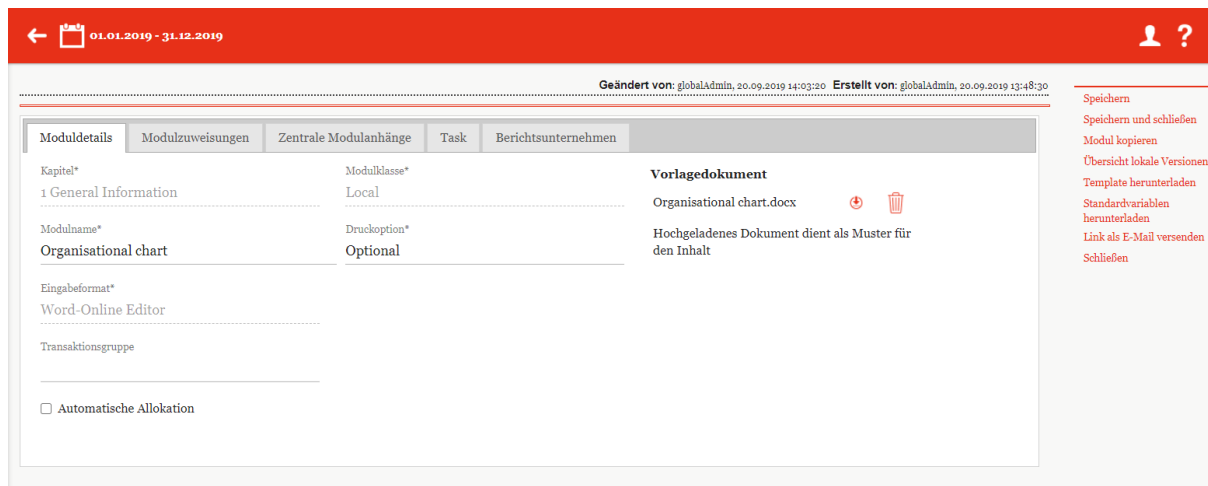 01.01.2019 - 31.12.2019
?
Geändert von: globalAdmin, 20.09.2019 14:03:20 Erstellt von: globalAdmin, 20.09.2019 13:48:30
Moduldetails Modulzuweisungen Zentrale Modulanhänge Task Berichtsunternehmen
Kapitel*
1 General Information
Modulklasse*
Local
Modulname*
Organisational chart
Druckoption*
Optional
Eingabeformat*
Word-Online Editor
Transaktionsgruppe
Automatische Allokation
Vorlagedokument
Organisational chart.docx
Hochgeladenes Dokument dient als Muster für
den Inhalt
Speichern
Speichern und schließen
Modul kopieren
Übersicht lokale Versionen
Template herunterladen
Standardvariablen
herunterladen
Link als E-Mail versenden
Schließen